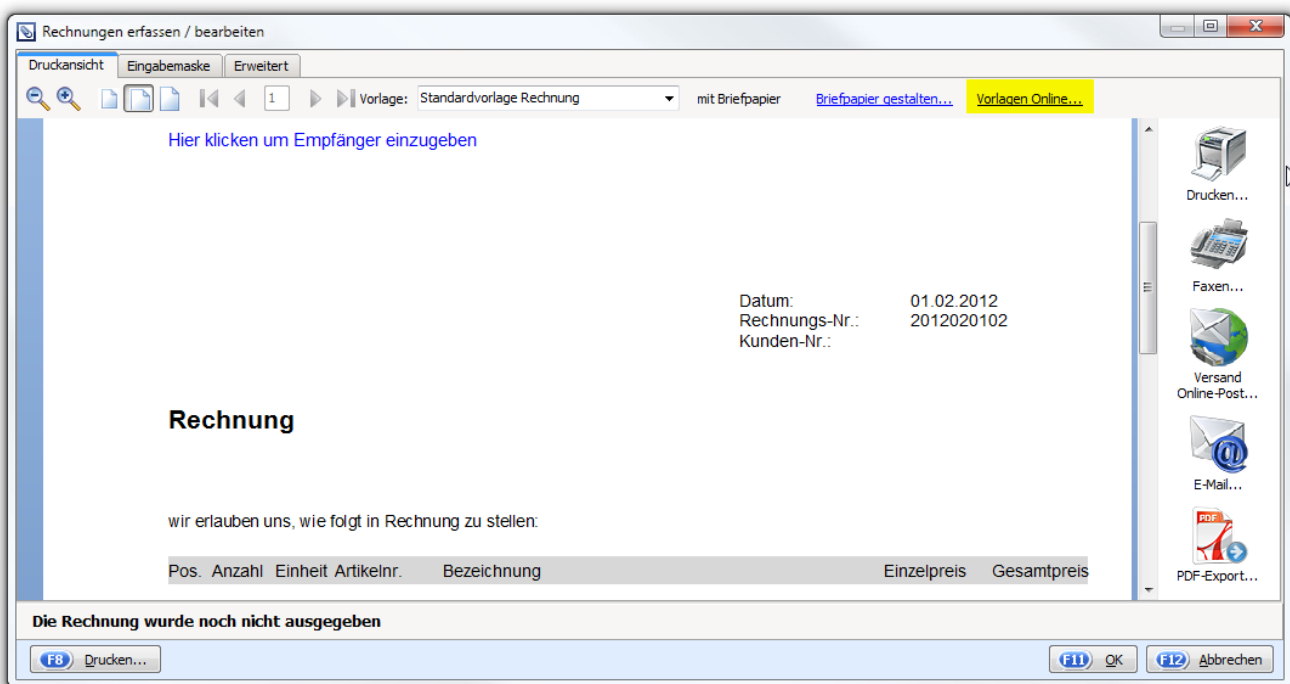 Rechnungen erfassen / bearbeiten
Druckansicht Eingabemaske Erweitert
1 Vorlage: Standardvorlage Rechnung mit Briefpapier Briefpapier gestalten... Vorlagen Online...
Hier klicken um Empfänger einzugeben
Drucken...
Faxen...
Datum: 01.02.2012
Rechnungs-Nr.: 2012020102
Kunden-Nr.:
Versand
Online-Post...
Rechnung
E-Mail...
wir erlauben uns, wie folgt in Rechnung zu stellen:
PDF
Pos. Anzahl Einheit Artikelnr. Bezeichnung Einzelpreis Gesamtpreis
PDF-Export...
Die Rechnung wurde noch nicht ausgegeben
F8 Drucken... F11 OK F12 Abbrechen